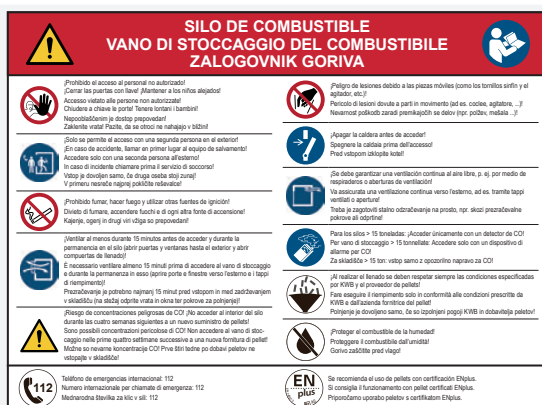 SILO DE COMBUSTIBLE
VANO DI STOCCAGGIO DEL COMBUSTIBILE
ZALOGOVNIK GORIVA
¡Prohibido el acceso al personal no autorizado!
¡Cerrar las puertas con llave! ¡Mantener a los niños alejados!
Accesso vietato alle persone non autorizzate!
Chiudere a chiave le porte! Tenere lontani i bambini!
Nepooblaščenim je dostop prepovedan!
Zaklenite vrata! Pazite, da se otroci ne nahajajo v bližini!
¡Solo se permite el acceso con una segunda persona en el exterior!
¡En caso de accidente, llamar en primer lugar al equipo de salvamento!
Accedere solo con una seconda persona all'esterno!
In caso di incidente chiamare prima il servizio di soccorso!
Vstop je dovoljen samo, če druga oseba stoji zunaj!
V primeru nesreče najprej pokličite reševalce!
¡Prohibido fumar, hacer fuego y utilizar otras fuentes de ignición!
Divieto di fumare, accendere fuochi e di ogni altra fonte di accensione!
Kajenje, ogenj in drugi viri vžiga so prepovedani!
¡Ventilar al menos durante 15 minutos antes de acceder y durante la
permanencia en el silo (abrir puertas y ventanas hasta el exterior y abrir
compuertas de llenado)!
È necessario ventilare almeno 15 minuti prima di accedere al vano di stoccaggio
e durante la permanenza in esso (aprire porte e finestre verso l'esterno e i tappi
di riempimento)!
Prezračevanje je potrebno najmanj 15 minut pred vstopom in med zadrževanjem
v skladišču (na stežaj odprita vrata in okna ter pokrove za polnjenje)!
¡Riesgo de concentraciones peligrosas de CO! ¡No acceder al interior del silo
durante las cuatro semanas siguientes a un nuevo suministro de pellets!
Sono possibili concentrazioni pericolose di CO! Non accedere al vano di stoc-
caggio nelle prime quattro settimane successive a una nuova fornitura di pellet!
Možne so nevarne koncentracije CO! Prve štiri tedne po dobavi peletov ne
vstopajte v skladišče!
Teléfono de emergencias internacional: 112
Numero internazionale per chiamate di emergenza: 112
Mednarodna številka za klic v sili: 112
112
¡Peligro de lesiones debido a las piezas móviles (como los tornillos sinfín y el
agitador, etc.)!
Pericolo di lesioni dovute a parti in movimento (ad es. coclee, agitatore, ...)!
Nevarnost poškodb zaradi premikajočih se delov (npr. polžev, mešala ...)!
¡Apagar la caldera antes de acceder!
Spegnere la caldaia prima dell'accesso!
Pred vstopom izklopite kotel!
¡Se debe garantizar una ventilación continua al aire libre, p. ej. por medio de
respiraderos o aberturas de ventilación!
Va assicurata una ventilazione continua verso l'esterno, ad es. tramite tappi
ventilati o aperture!
Treba je zagotoviti stalno odzračevanje na prosto, npr. skozi prezračevalne
pokrove ali odprtine!
Para los silos > 15 toneladas: ¡Acceder únicamente con un detector de CO!
Per vano di stoccaggio > 15 tonnellate: Accedere solo con un dispositivo di
allarme per CO!
Za skladišče > 15 ton: vstop samo z opozorilno napravo za CO!
¡Al realizar el llenado se deben respetar siempre las condiciones especificadas
por KWB y el proveedor de pellets!
Fare eseguire il riempimento solo in conformità alle condizioni prescritte da
KWB e dall'azienda fornitrice del pellet!
Polnjenje je dovoljeno samo, če so izpolnjeni pogoji KWB in dobavitelja peletov!
¡Proteger el combustible de la humedad!
Proteggere il combustibile dall'umidità!
Gorivo zaščitite pred vlago!
EN
plus
Se recomienda el uso de pellets con certificación ENplus.
Si consiglia il funzionamento con pellet certificati ENplus.
Priporočamo uporabo peletov s certifikatom ENplus.